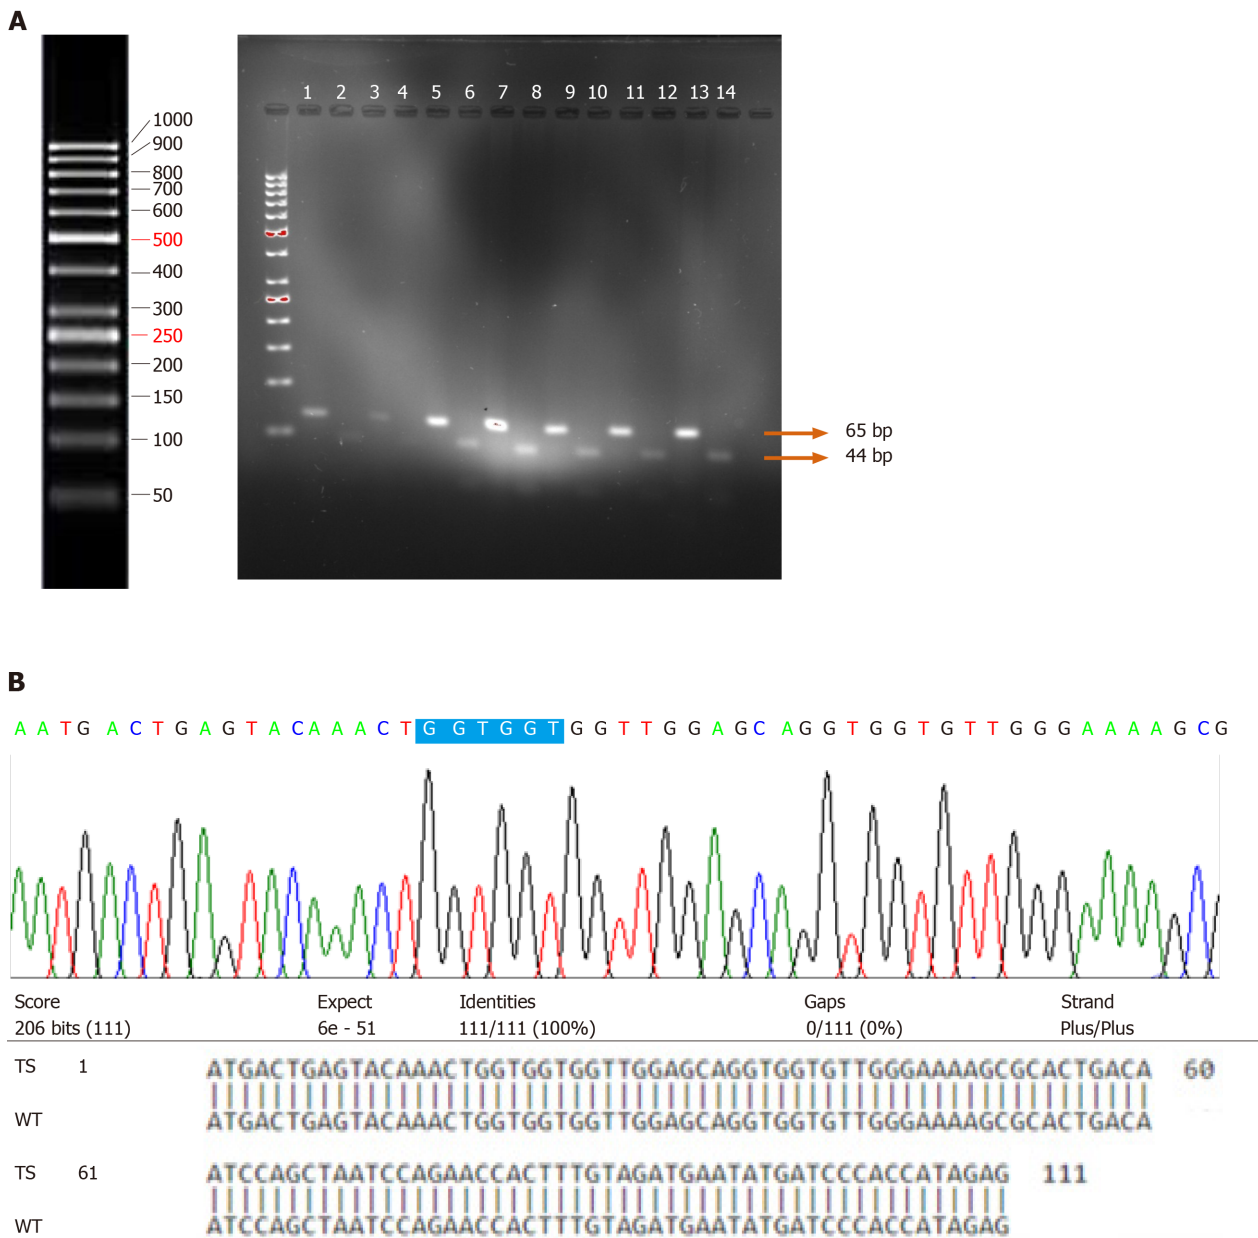 A
1 2 3 4 5 6 7 8 9 10 11 12 13 14
1000
900
800
700
600
500
400
300
250
200
150
100
50
65 bp
44 bp
B
A A T G A C T G A G T A C A A A C T G G T G G T G G T T G G A G C A G G T G G T G T T G G G A A A A G C G
Score Expect Identities Gaps Strand
206 bits (111) 6e - 51 111/111 (100%) 0/111 (0%) Plus/Plus
TS 1 ATGACTGAGTACAAACTGGTGGTGGTTGGAGCAGGTGGTGTTGGGAAAAGCGCACTGACA 60
WT ATGACTGAGTACAAACTGGTGGTGGTTGGAGCAGGTGGTGTTGGGAAAAGCGCACTGACA
TS 61 ATCCAGCTAATCCAGAACCACTTTGTAGATGAATATGATCCCACCATAGAG 111
WT ATCCAGCTAATCCAGAACCACTTTGTAGATGAATATGATCCCACCATAGAG